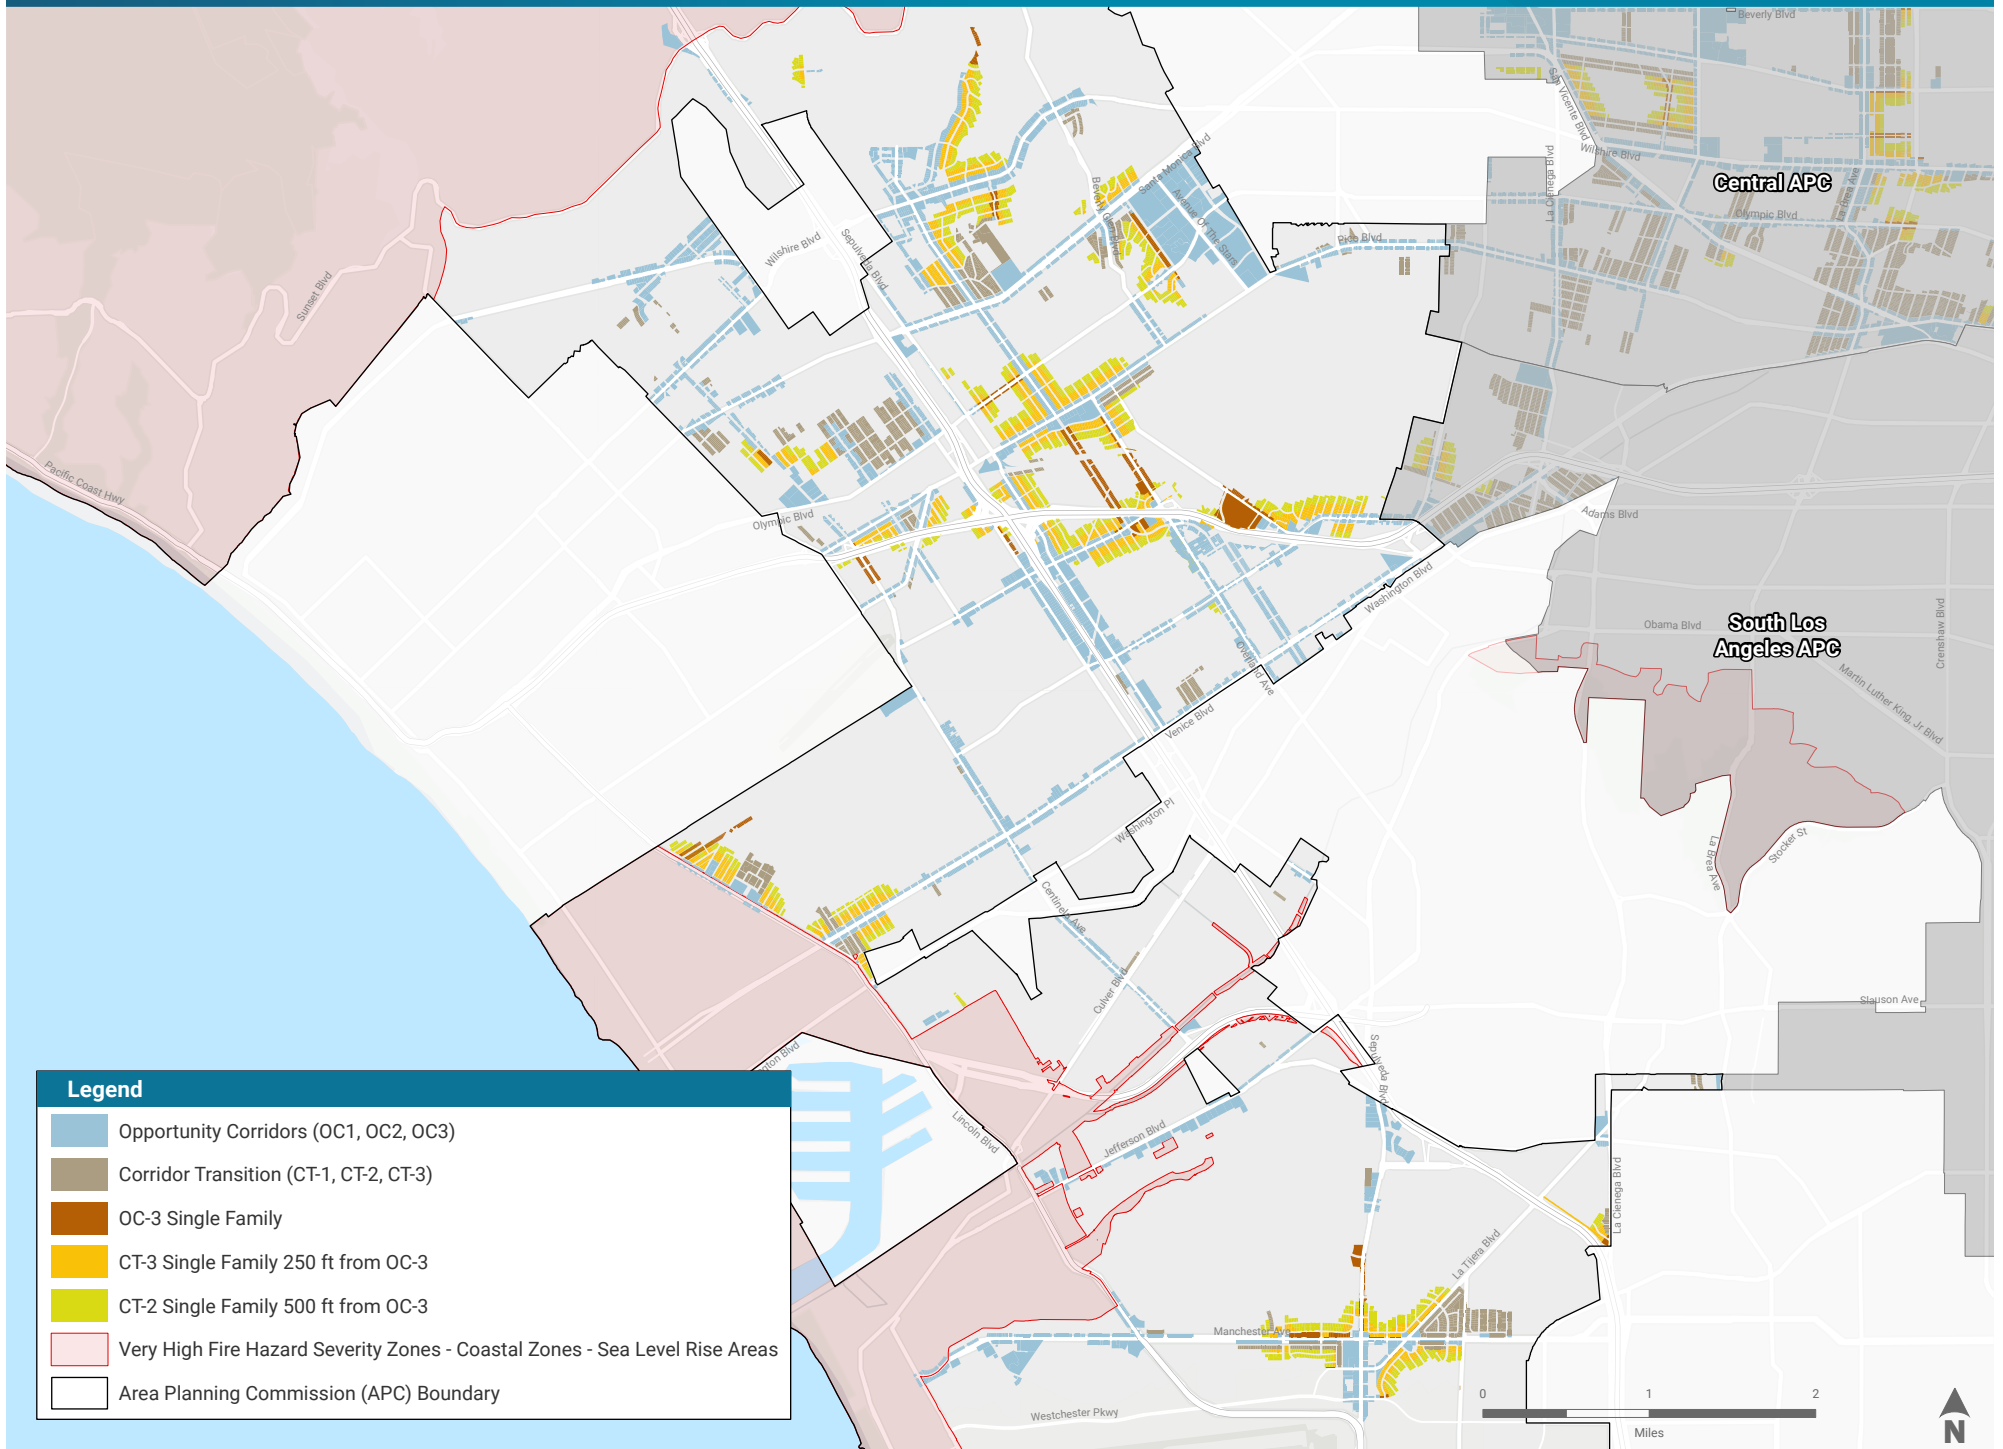 Beverly Blvd
San Vicente Blvd
Wilshire Blvd
La Cienega Blvd
Central APC
La Brea Ave
Olympic Blvd
Santa Monica Blvd
Beverly Glen Blvd
Avenue Of The Stars
Pico Blvd
Sepulveda Blvd
Wilshire Blvd
Sunset Blvd
Pacific Coast Hwy
Olympic Blvd
Adams Blvd
Washington Blvd
Overland Ave
Venice Blvd
Obama Blvd
South Los
Angeles APC
Crenshaw Blvd
Martin Luther King, Jr Blvd
La Brea Ave
Stocker St
Washington Pl
Centinela Ave
Culver Blvd
Slauson Ave
Sepulveda Blvd
ngton Blvd
Lincoln Blvd
Jefferson Blvd
La Cienega Blvd
La Tijera Blvd
Manchester Ave
Westchester Pkwy
Legend
Opportunity Corridors (OC1, OC2, OC3)
Corridor Transition (CT-1, CT-2, CT-3)
OC-3 Single Family
CT-3 Single Family 250 ft from OC-3
CT-2 Single Family 500 ft from OC-3
Very High Fire Hazard Severity Zones - Coastal Zones - Sea Level Rise Areas
Area Planning Commission (APC) Boundary
0 1 2
Miles
N